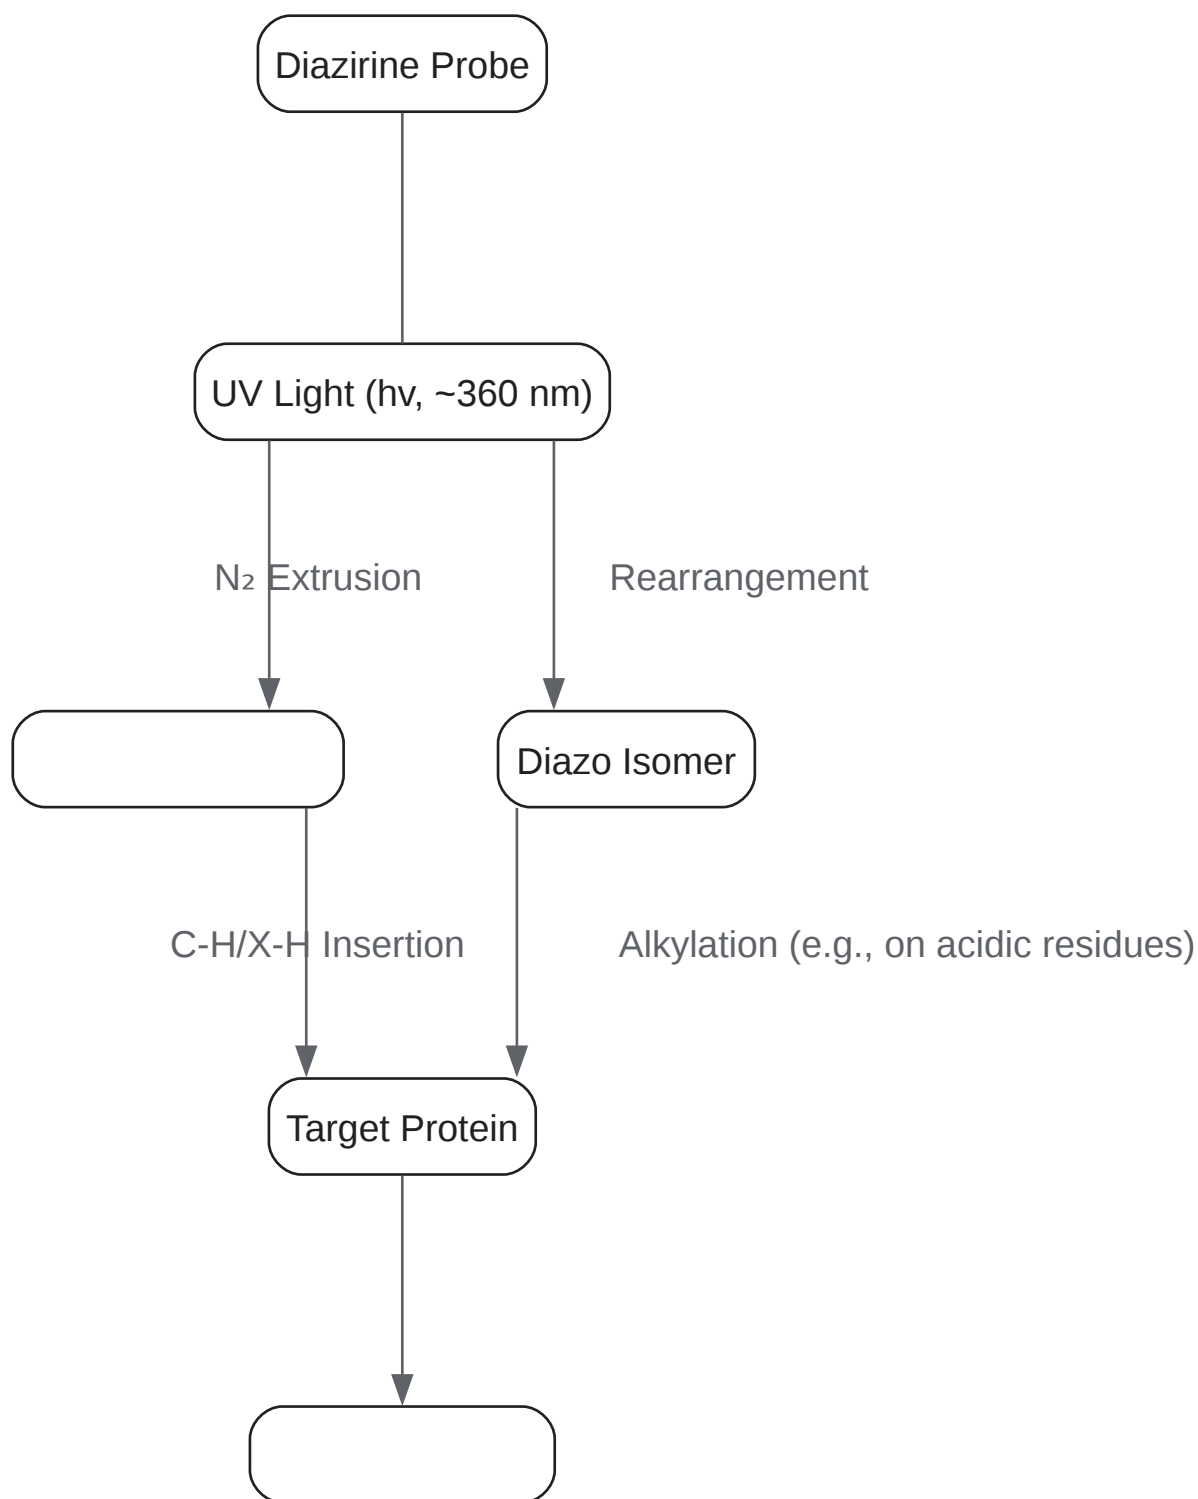 Diazirine Probe
UV Light (hv, ~360 nm)
N₂ Extrusion
Rearrangement
Diazo Isomer
C-H/X-H Insertion
Alkylation (e.g., on acidic residues)
Target Protein